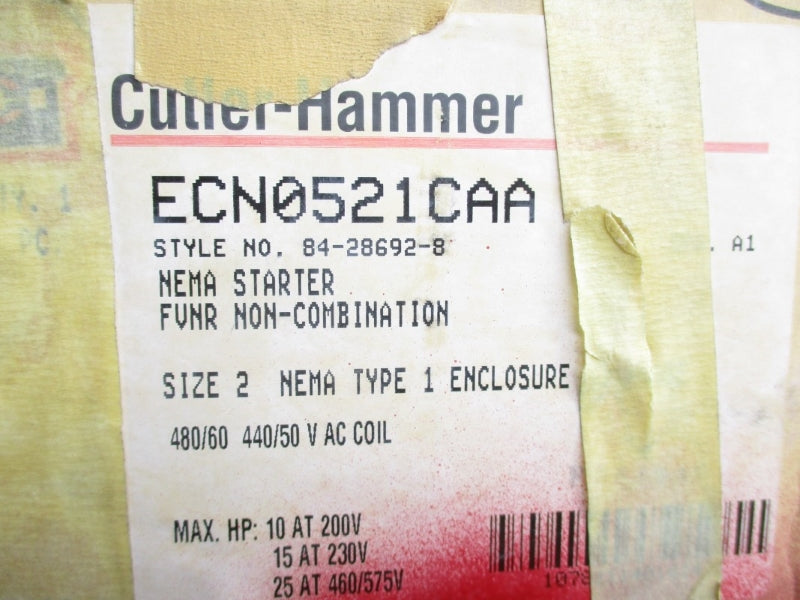 Cutler-Hammer
ECN0521CAA
STYLE NO. 84-28692-8
A1
NEMA STARTER
FVNR NON-COMBINATION
SIZE 2 NEMA TYPE 1 ENCLOSURE
480/60 440/50 V AC COIL
MAX. HP: 10 AT 200V
15 AT 230V
25 AT 460/575V